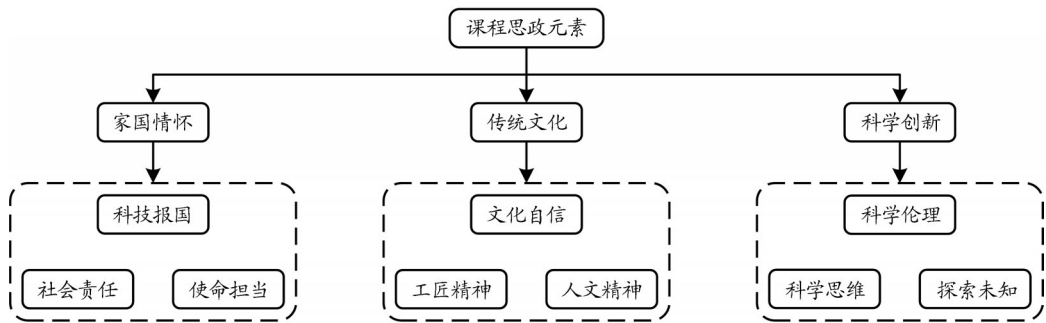 课程思政元素
家国情怀
传统文化
科学创新
科技报国
文化自信
科学伦理
社会责任
使命担当
工匠精神
人文精神
科学思维
探索未知